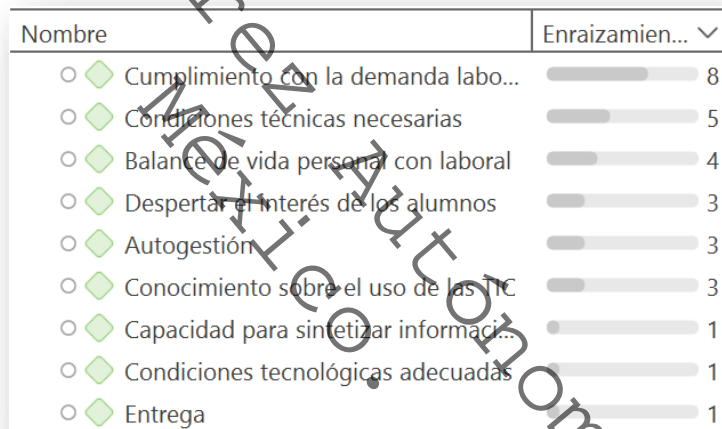 Nombre Enraizamien...
Cumplimiento con la demanda labo... 8
Condiciones técnicas necesarias 5
Balance de vida personal con laboral 4
Despertar el interés de los alumnos 3
Autogestión 3
Conocimiento sobre el uso de las TIC 3
Capacidad para sintetizar informaci... 1
Condiciones tecnológicas adecuadas 1
Entrega 1
México.